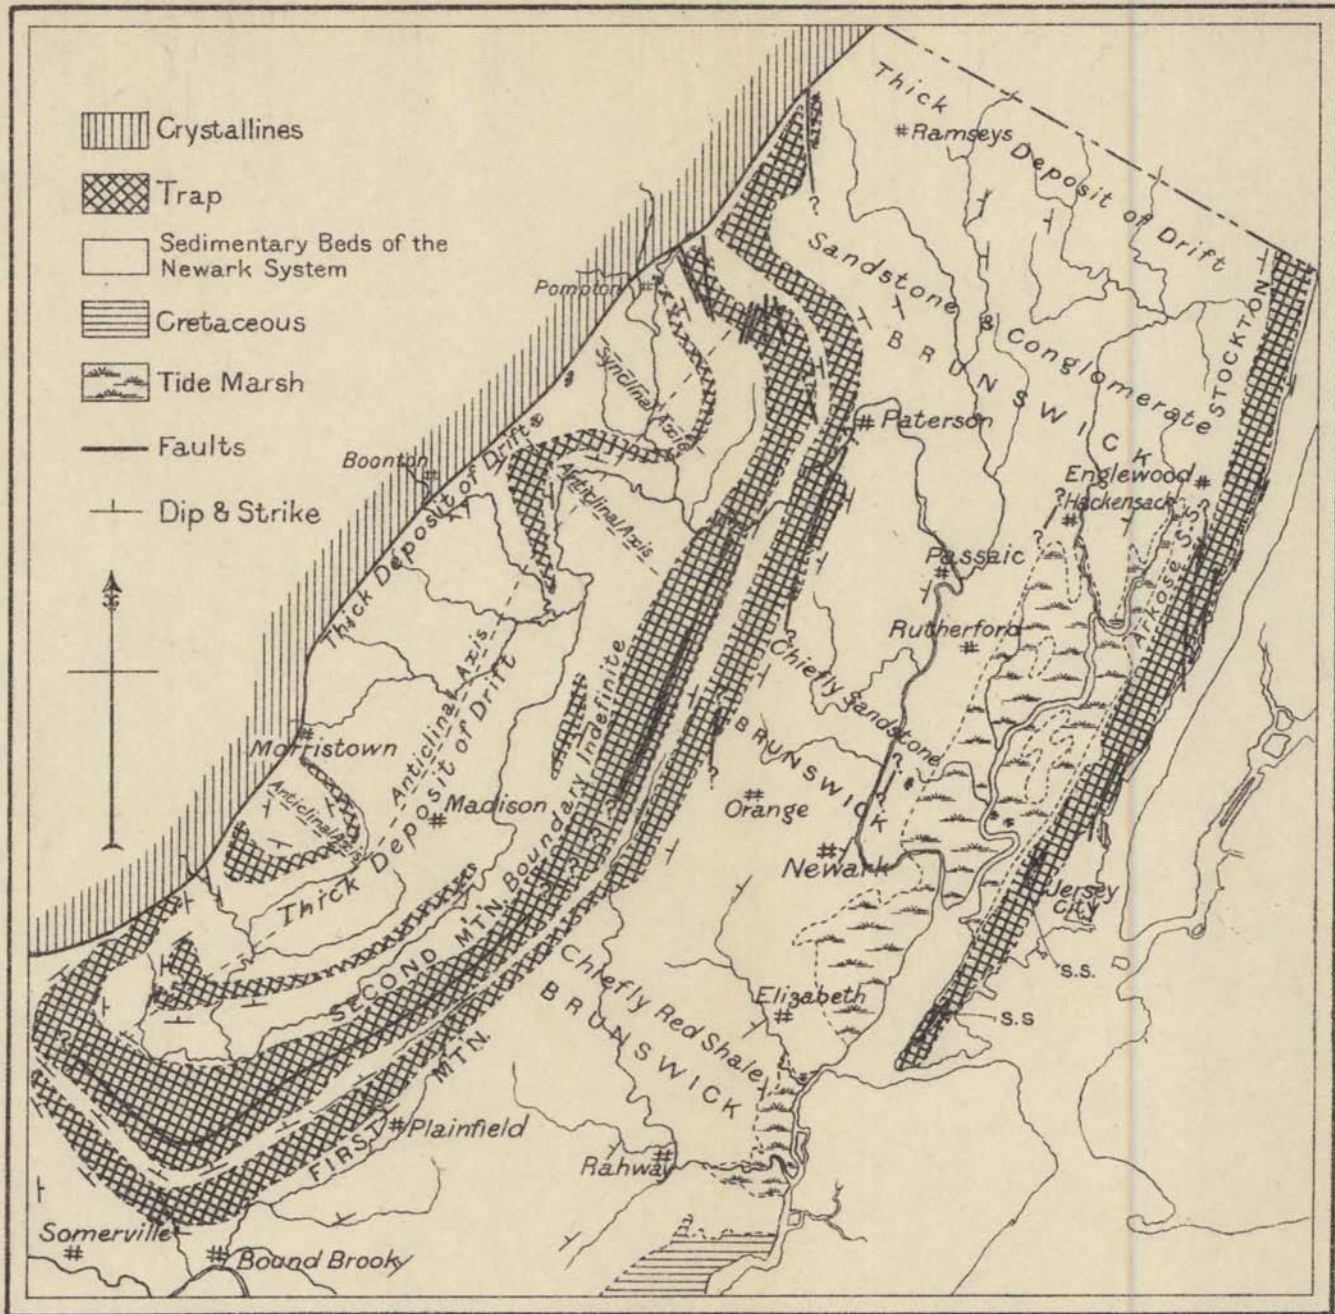 Crystallines
Trap
Sedimentary Beds of the
Newark System
Cretaceous
Tide Marsh
Faults
Dip & Strike
Thick Deposit of Drift
Ramseys
Sandstone & Conglomerate
BRUNSWICK
STOCKTON
Pompton
Synclinal Axis
Paterson
Boonton
Thick Deposit of Drift
Anticlinal Axis
Englewood
Hackensack
Arkose S.S.
Passaic
Rutherford
Chiefly Sandstone
BRUNSWICK
Morristown
Anticlinal Axis
Anticlinal Axis
Thick Deposit of Drift
Madison
Orange
Newark
Jersey
City
S.S.
S.S
SECOND MTN. Boundary Indefinite
? ? ? ?
Chiefly Red Shale
BRUNSWICK
Elizabeth
FIRST MTN.
Plainfield
Rahway
Somerville
Bound Brook